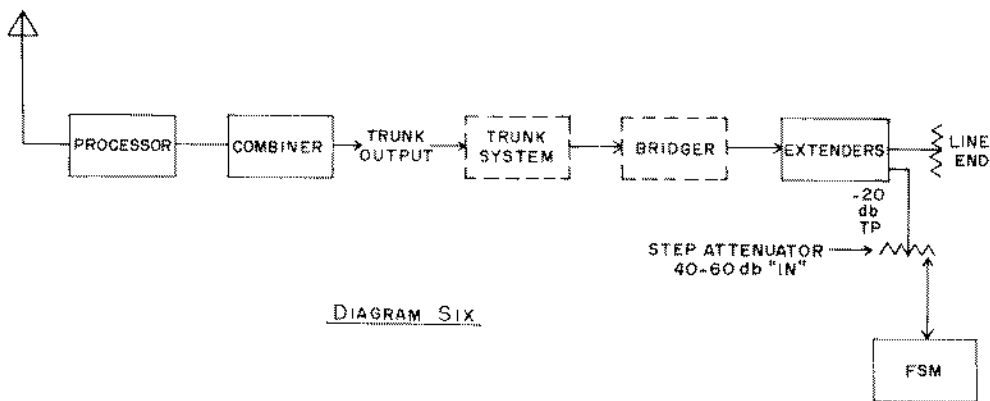 PROCESSOR
COMBINER
TRUNK
OUTPUT
TRUNK
SYSTEM
BRIDGER
EXTENDERS
LINE
END
-20
db
TP
STEP ATTENUATOR
40-60 db "IN"
DIAGRAM SIX
FSM